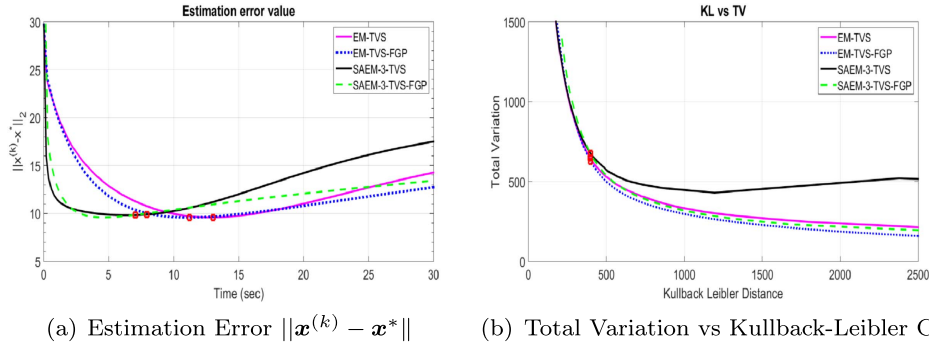 Estimation error value
30
25
20
15
10
5
||x^(k)-x^*||_2
0 5 10 15 20 25 30
Time (sec)
EM-TVS
EM-TVS-FGP
SAEM-3-TVS
SAEM-3-TVS-FGP
(a) Estimation Error ||x^(k) − x^*||
KL vs TV
1500
1000
500
0
Total Variation
0 500 1000 1500 2000 2500
Kullback Leibler Distance
EM-TVS
EM-TVS-FGP
SAEM-3-TVS
SAEM-3-TVS-FGP
(b) Total Variation vs Kullback-Leibler